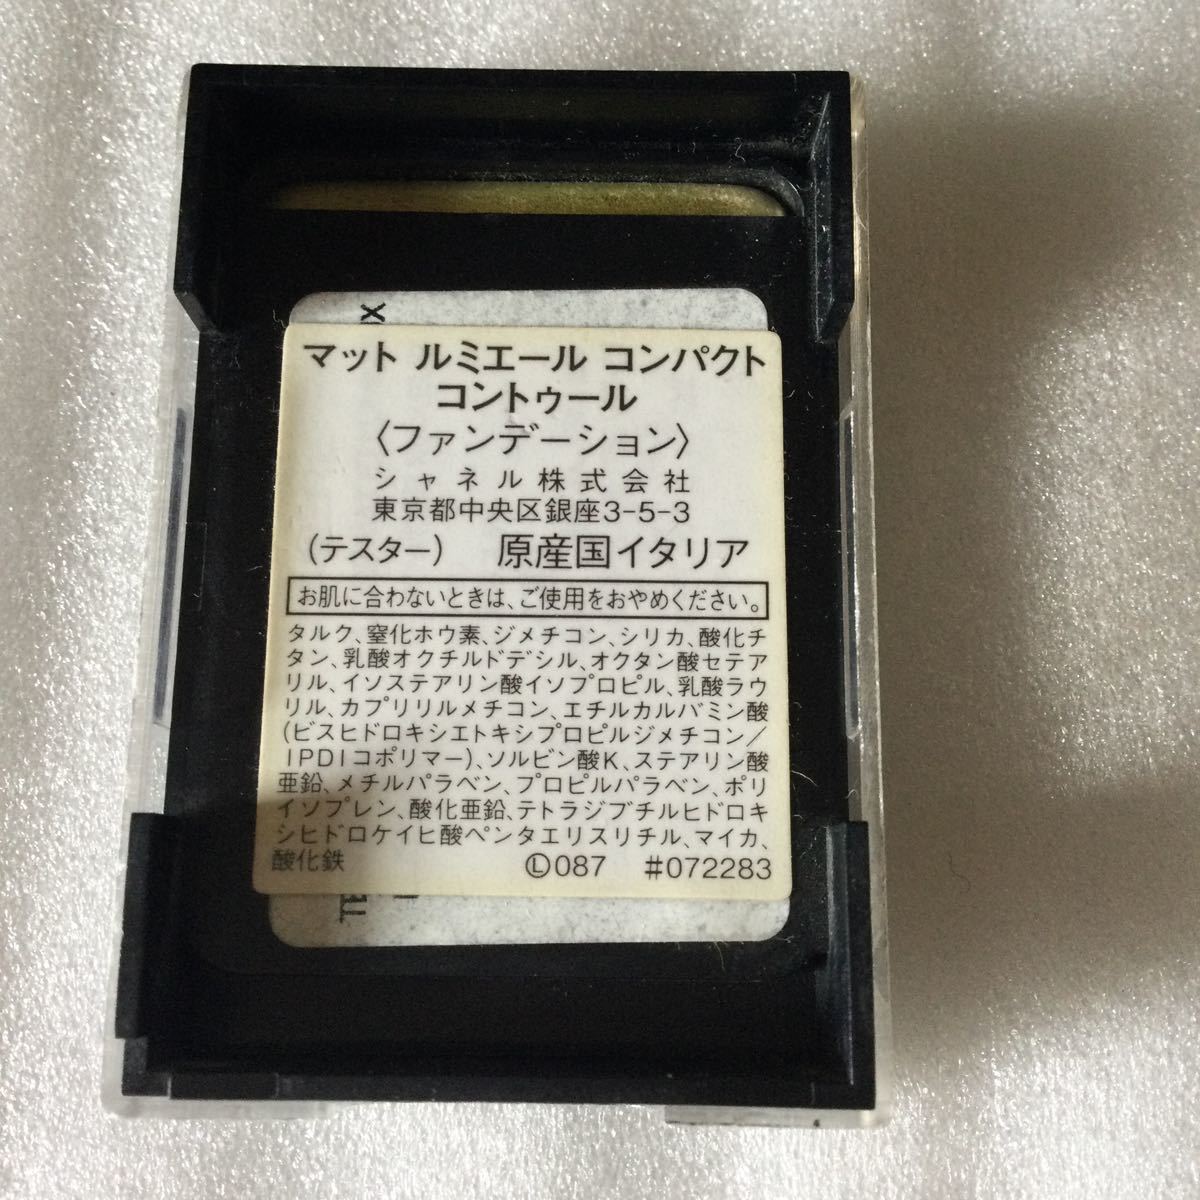 マット ルミエール コンパクト
コントゥール
〈ファンデーション〉
シャネル株式会社
東京都中央区銀座3-5-3
(テスター) 原産国イタリア
お肌に合わないときは、ご使用をおやめください。
タルク、窒化ホウ素、ジメチコン、シリカ、酸化チ
タン、乳酸オクチルドデシル、オクタン酸セテア
リル、イソステアリン酸イソプロピル、乳酸ラウ
リル、カプリリルメチコン、エチルカルバミン酸
(ビスヒドロキシエトキシプロピルジメチコン/
IPDIコポリマー)、ソルビン酸K、ステアリン酸
亜鉛、メチルパラベン、プロピルパラベン、ポリ
イソプレン、酸化亜鉛、テトラジブチルヒドロキ
シヒドロケイヒ酸ペンタエリスリチル、マイカ、
酸化鉄 Ⓛ087 #072283